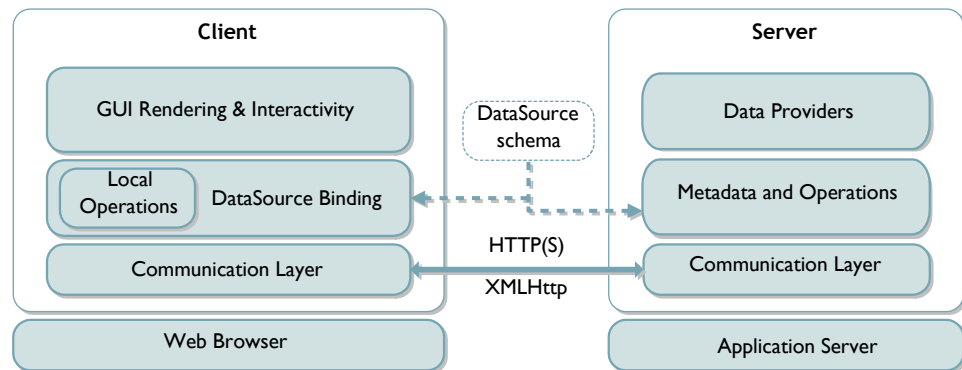 Client
GUI Rendering & Interactivity
Local
Operations
DataSource Binding
Communication Layer
Web Browser
DataSource
schema
HTTP(S)
XMLHttp
Server
Data Providers
Metadata and Operations
Communication Layer
Application Server